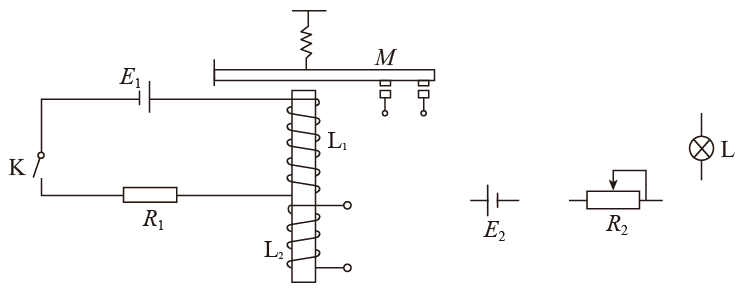 M
E₁
L₁
K
L
R₁
L₂
E₂
R₂